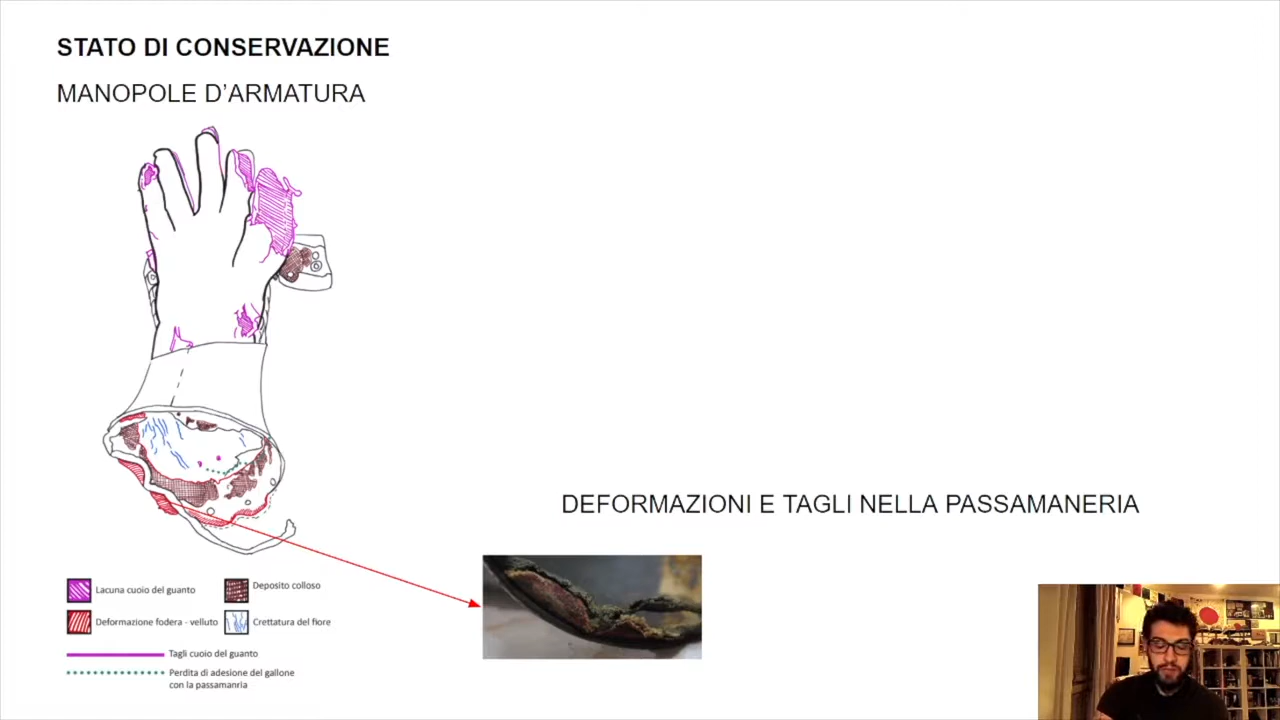 STATO DI CONSERVAZIONE
MANOPOLE D'ARMATURA
DEFORMAZIONI E TAGLI NELLA PASSAMANERIA
Lacuna cuoio del guanto
Deposito colloso
Deformazione fodera - velluto
Crettatura del fiore
Tagli cuoio del guanto
Perdita di adesione del gallone
con la passamanria